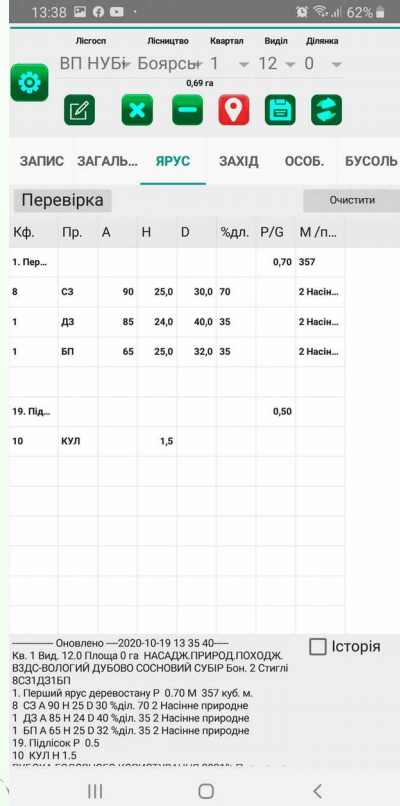 13:38 62%
Лісгосп Лісництво Квартал Виділ Ділянка
ВП НУБі Боярсь 1 12 0
0,69 га
ЗАПИС ЗАГАЛЬ... ЯРУС ЗАХІД ОСОБ. БУСОЛЬ
Перевірка Очистити
Кф. Пр. А Н D %дл. P/G М /п...
1. Пер... 0,70 357
8 СЗ 90 25,0 30,0 70 2 Насін...
1 ДЗ 85 24,0 40,0 35 2 Насін...
1 БП 65 25,0 32,0 35 2 Насін...
19. Під... 0,50
10 КУЛ 1,5
------------- Оновлено ----2020-10-19 13 35 40-----
Історія
Кв. 1 Вид. 12.0 Площа 0 га НАСАДЖ.ПРИРОД.ПОХОДЖ.
ВЗДС-ВОЛОГИЙ ДУБОВО СОСНОВИЙ СУБІР Бон. 2 Стиглі
8СЗ1ДЗ1БП
1. Перший ярус деревостану Р 0.70 М 357 куб. м.
8 СЗ А 90 Н 25 D 30 %діл. 70 2 Насінне природне
1 ДЗ А 85 Н 24 D 40 %діл. 35 2 Насінне природне
1 БП А 65 Н 25 D 32 %діл. 35 2 Насінне природне
19. Підлісок Р 0.5
10 КУЛ Н 1.5